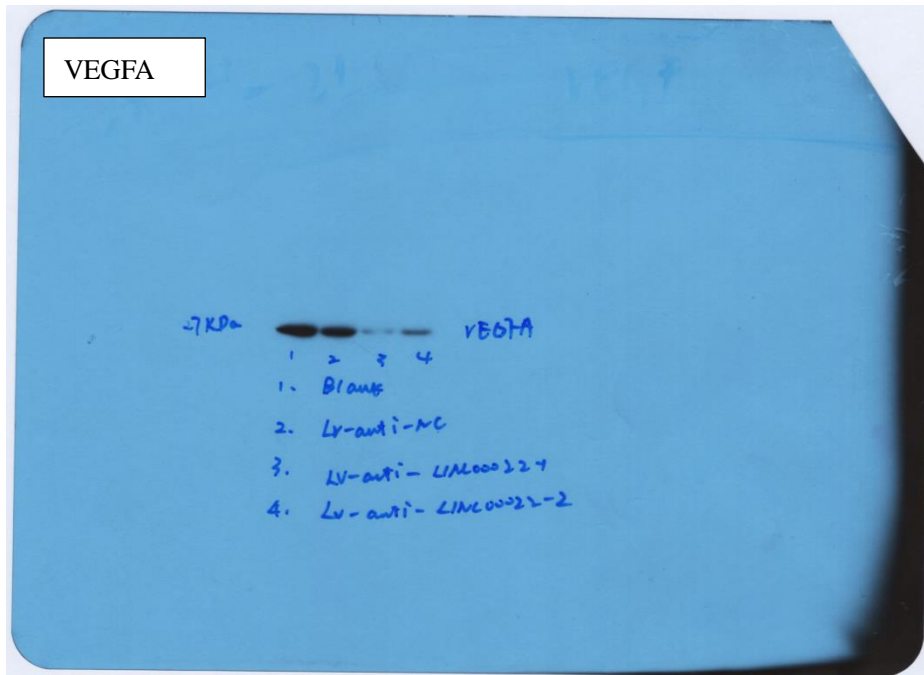 VEGFA
27KDa VEGFA
1 2 3 4
1. Blank
2. LV-anti-NC
3. LV-anti-LINC00022-1
4. LV-anti-LINC00022-2